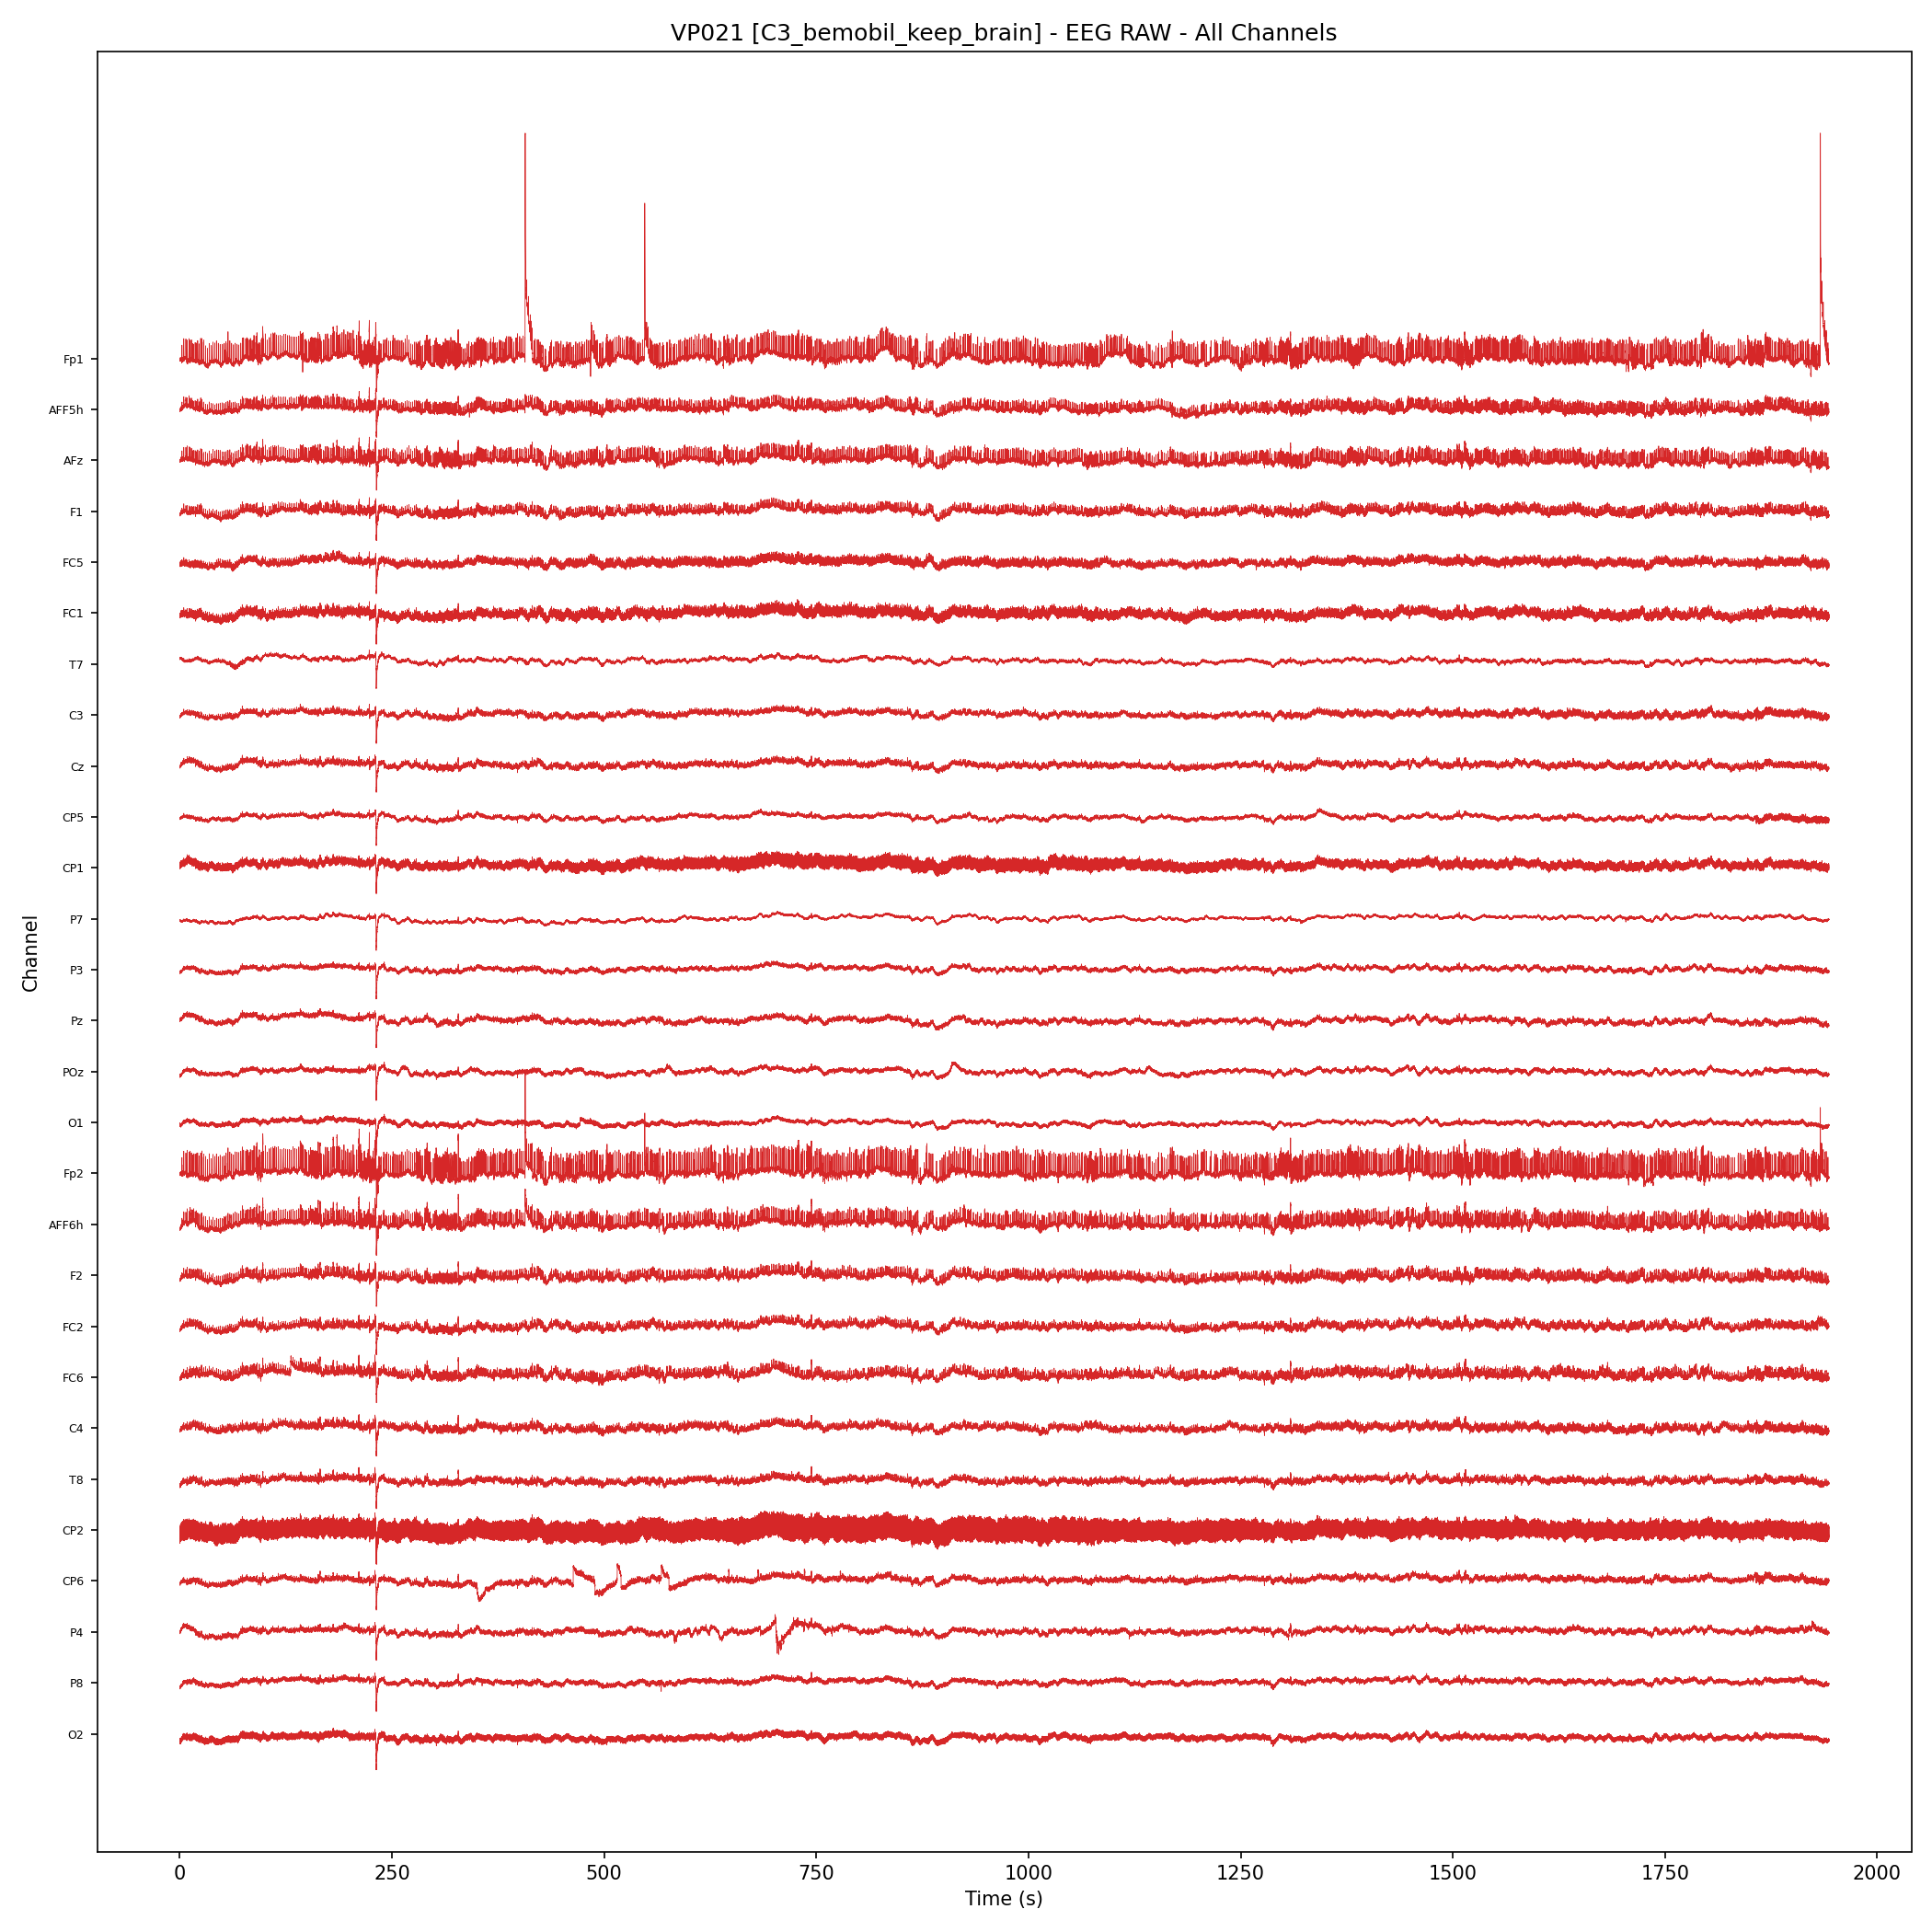 VP021 [C3_bemobil_keep_brain] - EEG RAW - All Channels
Channel
Fp1
AFF5h
AFz
F1
FC5
FC1
T7
C3
Cz
CP5
CP1
P7
P3
Pz
POz
O1
Fp2
AFF6h
F2
FC2
FC6
C4
T8
CP2
CP6
P4
P8
O2
0 250 500 750 1000 1250 1500 1750 2000
Time (s)